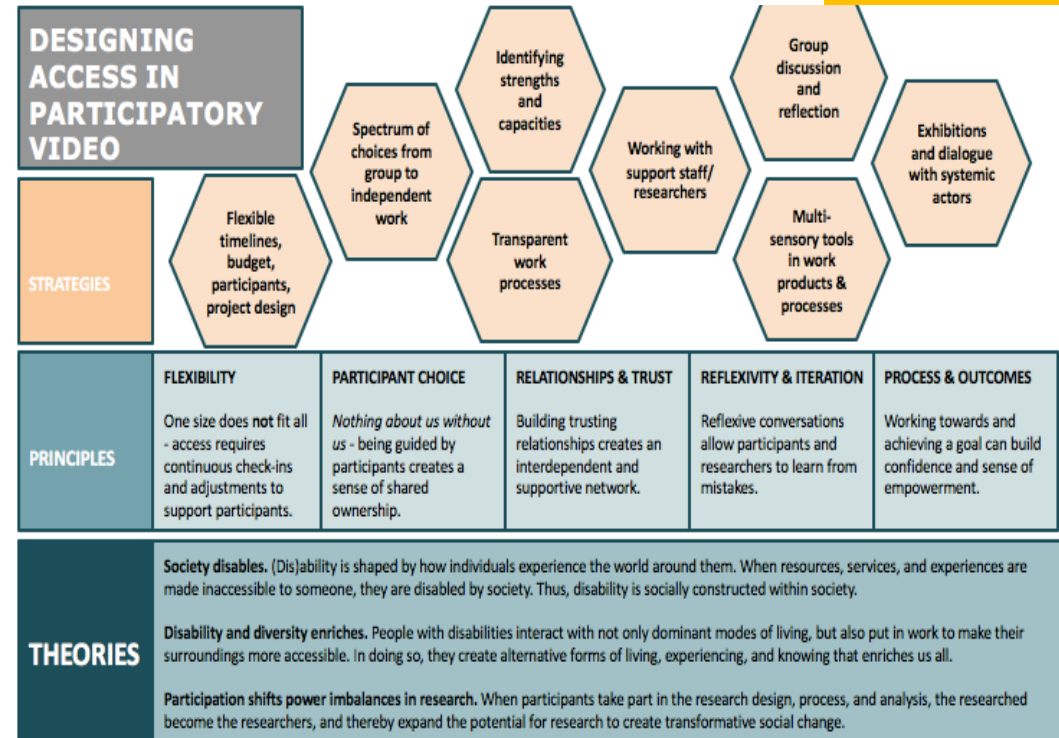 DESIGNING
ACCESS IN
PARTICIPATORY
VIDEO
STRATEGIES
Flexible
timelines,
budget,
participants,
project design
Spectrum of
choices from
group to
independent
work
Identifying
strengths
and
capacities
Transparent
work
processes
Working with
support staff/
researchers
Group
discussion
and
reflection
Multi-
sensory tools
in work
products &
processes
Exhibitions
and dialogue
with systemic
actors
PRINCIPLES
FLEXIBILITY
One size does not fit all
- access requires
continuous check-ins
and adjustments to
support participants.
PARTICIPANT CHOICE
Nothing about us without
us - being guided by
participants creates a
sense of shared
ownership.
RELATIONSHIPS & TRUST
Building trusting
relationships creates an
interdependent and
supportive network.
REFLEXIVITY & ITERATION
Reflexive conversations
allow participants and
researchers to learn from
mistakes.
PROCESS & OUTCOMES
Working towards and
achieving a goal can build
confidence and sense of
empowerment.
THEORIES
Society disables. (Dis)ability is shaped by how individuals experience the world around them. When resources, services, and experiences are
made inaccessible to someone, they are disabled by society. Thus, disability is socially constructed within society.
Disability and diversity enriches. People with disabilities interact with not only dominant modes of living, but also put in work to make their
surroundings more accessible. In doing so, they create alternative forms of living, experiencing, and knowing that enriches us all.
Participation shifts power imbalances in research. When participants take part in the research design, process, and analysis, the researched
become the researchers, and thereby expand the potential for research to create transformative social change.